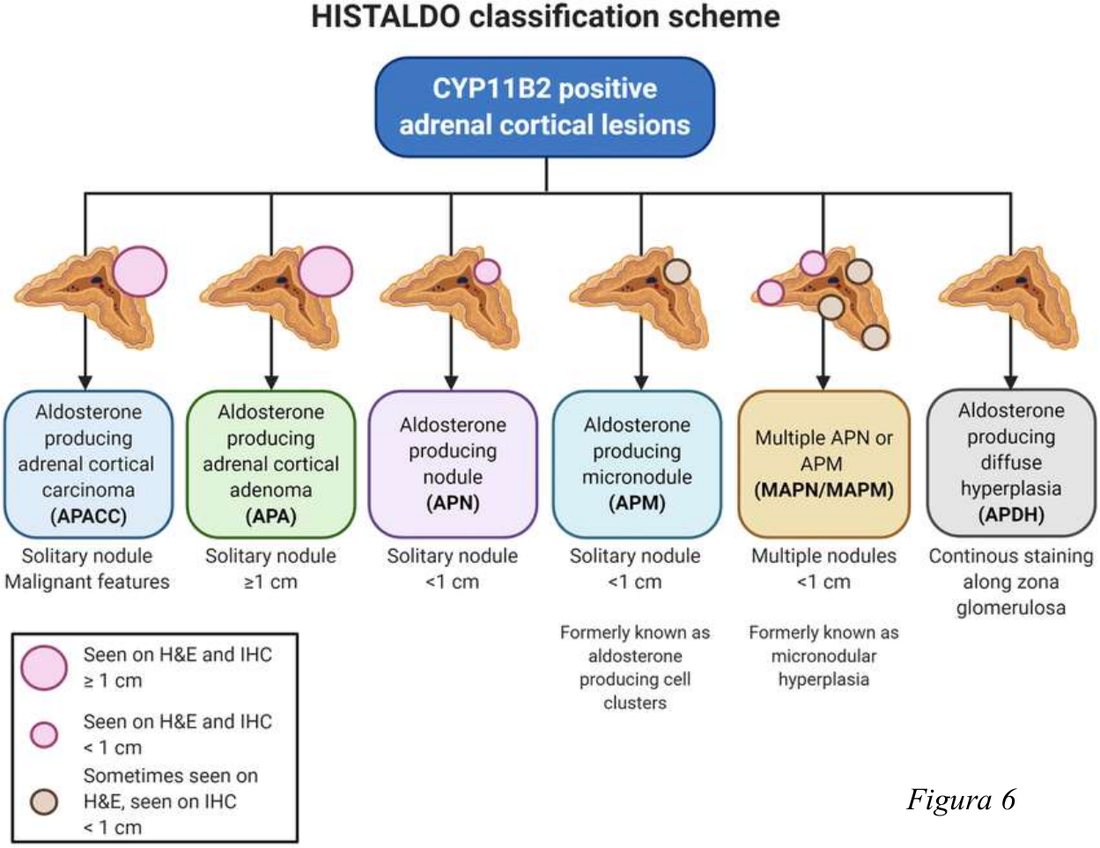 HISTALDO classification scheme
CYP11B2 positive
adrenal cortical lesions
Aldosterone
producing
adrenal cortical
carcinoma
(APACC)
Solitary nodule
Malignant features
Aldosterone
producing
adrenal cortical
adenoma
(APA)
Solitary nodule
≥1 cm
Aldosterone
producing
nodule
(APN)
Solitary nodule
<1 cm
Aldosterone
producing
micronodule
(APM)
Solitary nodule
<1 cm
Formerly known as
aldosterone
producing cell
clusters
Multiple APN or
APM
(MAPN/MAPM)
Multiple nodules
<1 cm
Formerly known as
micronodular
hyperplasia
Aldosterone
producing
diffuse
hyperplasia
(APDH)
Continous staining
along zona
glomerulosa
Seen on H&E and IHC
≥ 1 cm
Seen on H&E and IHC
< 1 cm
Sometimes seen on
H&E, seen on IHC
< 1 cm
Figura 6